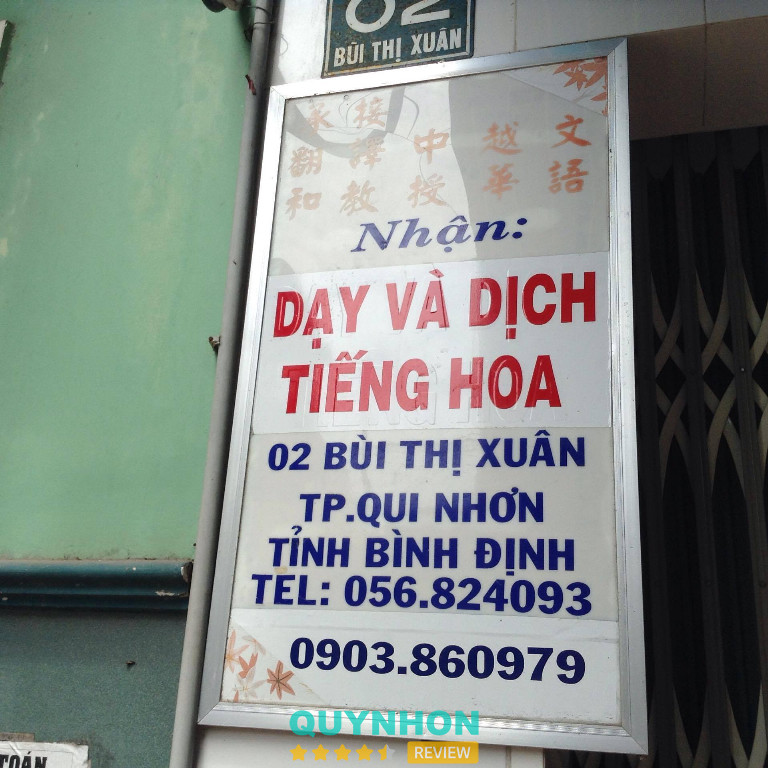 02
BÙI THỊ XUÂN
承接中越文
翻譯
和教授華語
Nhận:
DẠY VÀ DỊCH
TIẾNG HOA
02 BÙI THỊ XUÂN
TP.QUI NHƠN
TỈNH BÌNH ĐỊNH
TEL: 056.824093
0903.860979
TOÁN
QUYNHON
REVIEW